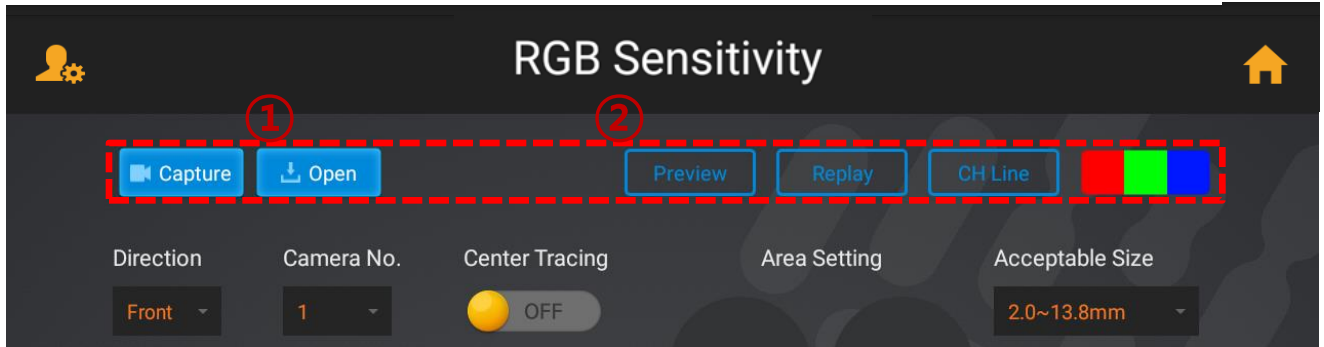 RGB Sensitivity
① ②
Capture Open Preview Replay CH Line
Direction Camera No. Center Tracing Area Setting Acceptable Size
Front 1 OFF 2.0~13.8mm